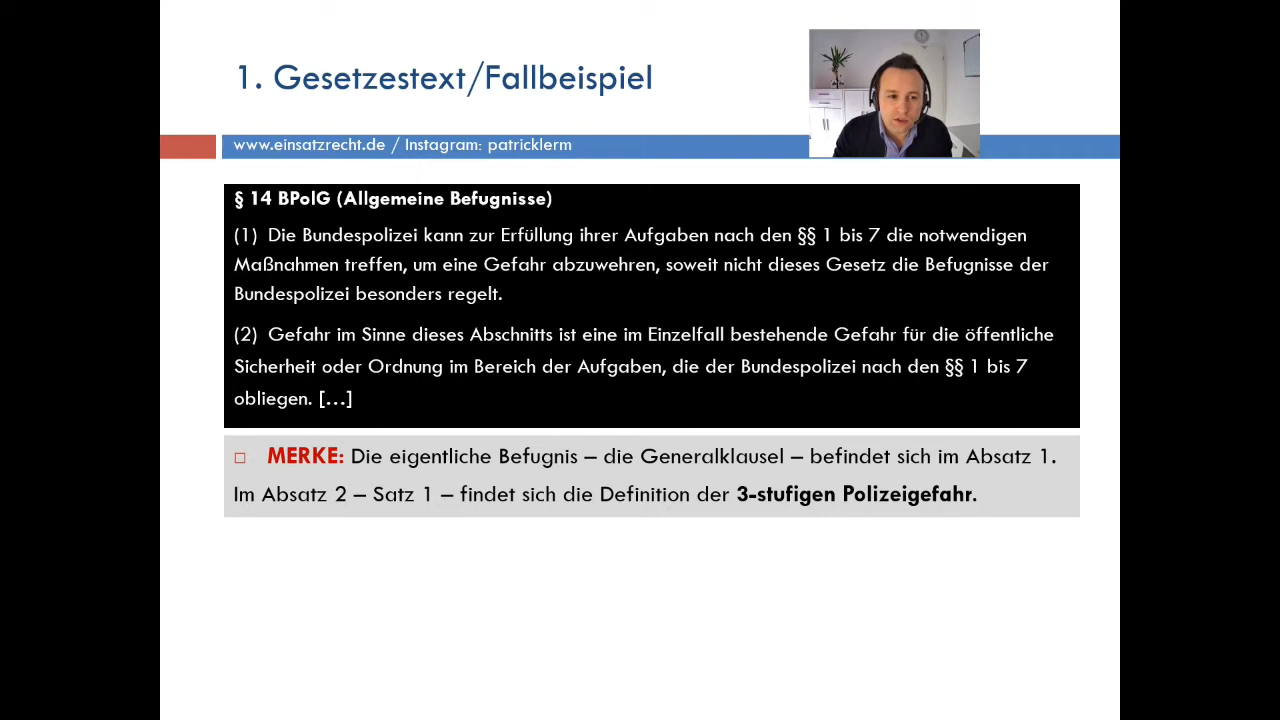 1. Gesetzestext/Fallbeispiel
www.einsatzrecht.de / Instagram: patricklerm
§ 14 BPolG (Allgemeine Befugnisse)
(1) Die Bundespolizei kann zur Erfüllung ihrer Aufgaben nach den §§ 1 bis 7 die notwendigen
Maßnahmen treffen, um eine Gefahr abzuwehren, soweit nicht dieses Gesetz die Befugnisse der
Bundespolizei besonders regelt.
(2) Gefahr im Sinne dieses Abschnitts ist eine im Einzelfall bestehende Gefahr für die öffentliche
Sicherheit oder Ordnung im Bereich der Aufgaben, die der Bundespolizei nach den §§ 1 bis 7
obliegen. […]
MERKE: Die eigentliche Befugnis – die Generalklausel – befindet sich im Absatz 1.
Im Absatz 2 – Satz 1 – findet sich die Definition der 3-stufigen Polizeigefahr.